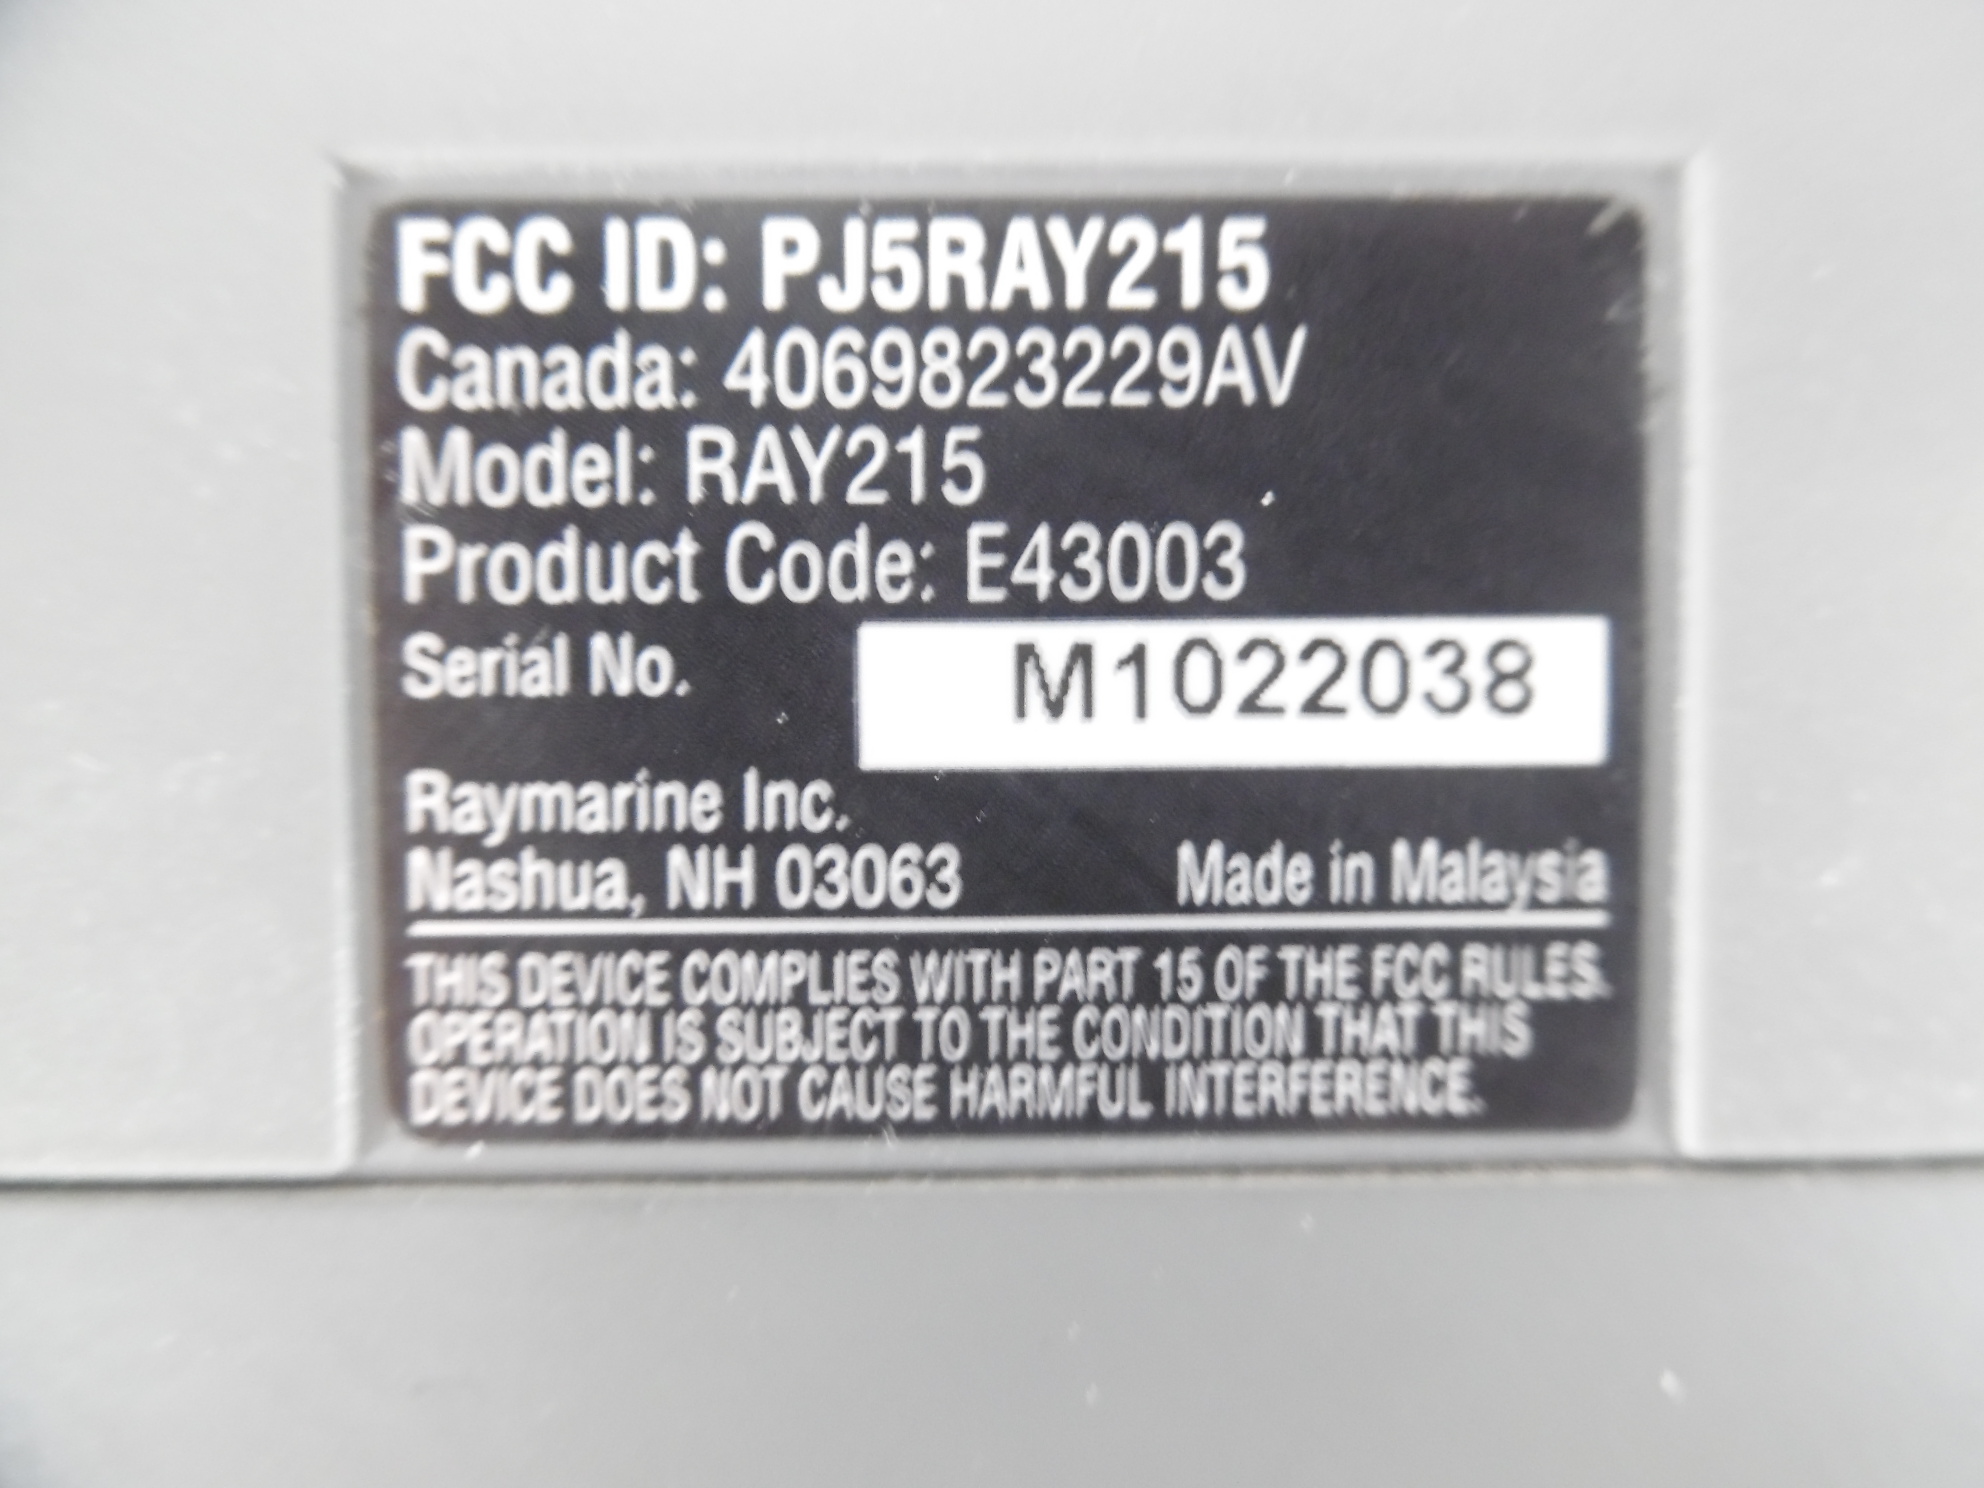 FCC ID: PJ5RAY215
Canada: 4069823229AV
Model: RAY215
Product Code: E43003
Serial No. M1022038
Raymarine Inc.
Nashua, NH 03063 Made in Malaysia
THIS DEVICE COMPLIES WITH PART 15 OF THE FCC RULES.
OPERATION IS SUBJECT TO THE CONDITION THAT THIS
DEVICE DOES NOT CAUSE HARMFUL INTERFERENCE.